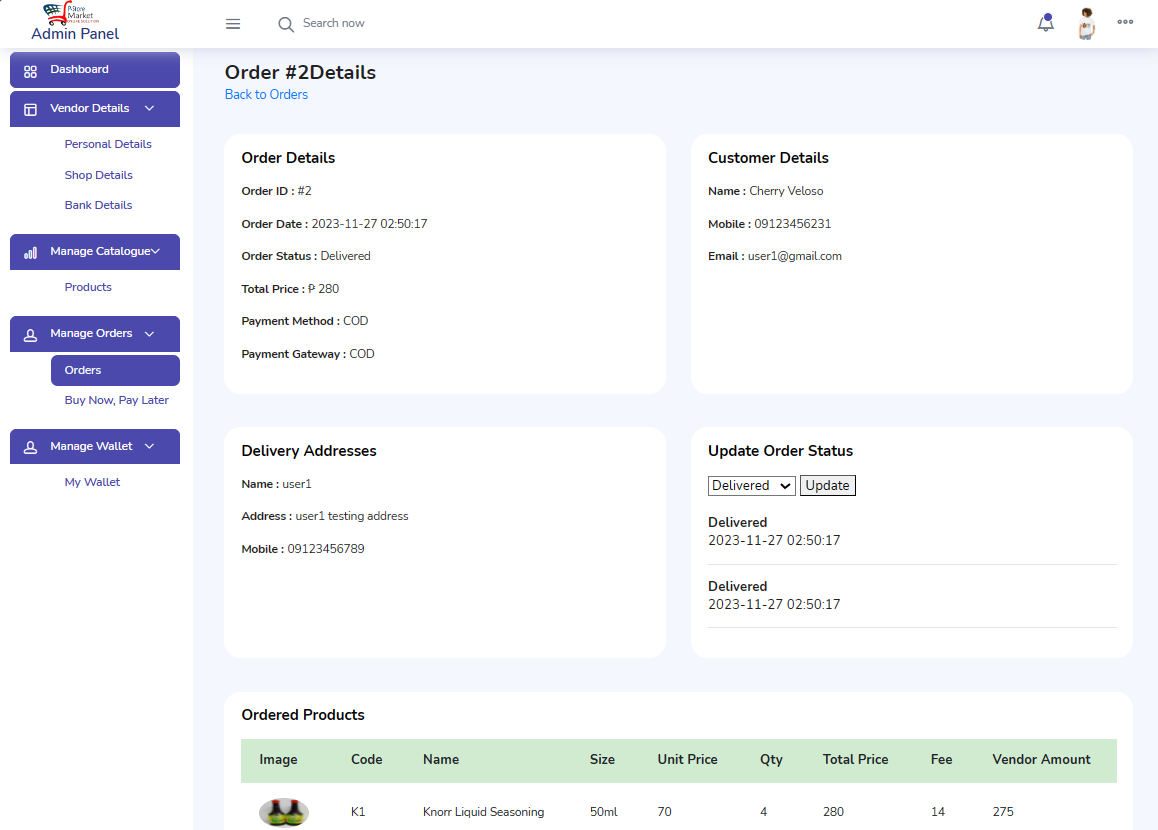 P-Store
Market
Admin Panel
Search now
Dashboard
Vendor Details
Personal Details
Shop Details
Bank Details
Manage Catalogue
Products
Manage Orders
Orders
Buy Now, Pay Later
Manage Wallet
My Wallet
Order #2Details
Back to Orders
Order Details
Order ID : #2
Order Date : 2023-11-27 02:50:17
Order Status : Delivered
Total Price : ₱ 280
Payment Method : COD
Payment Gateway : COD
Customer Details
Name : Cherry Veloso
Mobile : 09123456231
Email : user1@gmail.com
Delivery Addresses
Name : user1
Address : user1 testing address
Mobile : 09123456789
Update Order Status
Delivered Update
Delivered
2023-11-27 02:50:17
Delivered
2023-11-27 02:50:17
Ordered Products
Image Code Name Size Unit Price Qty Total Price Fee Vendor Amount
K1 Knorr Liquid Seasoning 50ml 70 4 280 14 275